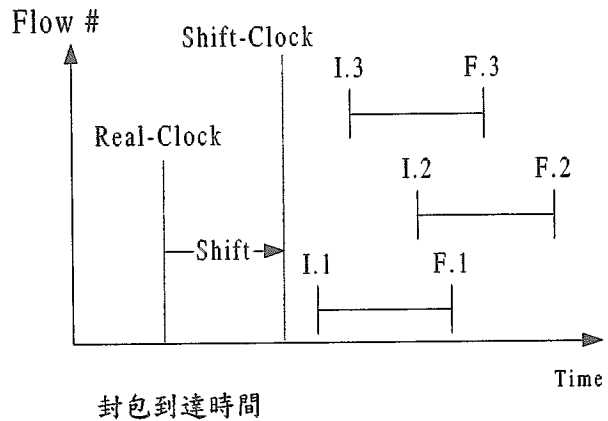 Flow #
Shift-Clock
I.3
F.3
Real-Clock
I.2
F.2
Shift
I.1
F.1
Time
封包到達時間